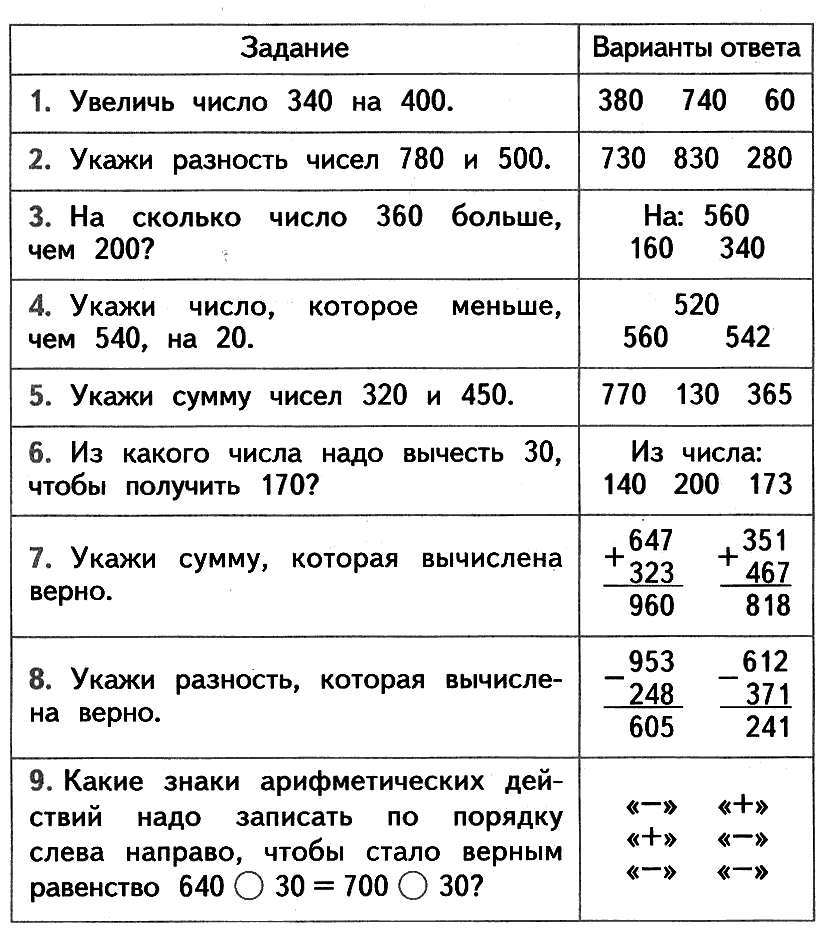 Задание
Варианты ответа
1. Увеличь число 340 на 400.
380 740 60
2. Укажи разность чисел 780 и 500.
730 830 280
3. На сколько число 360 больше,
чем 200?
На: 560
160 340
4. Укажи число, которое меньше,
чем 540, на 20.
520
560 542
5. Укажи сумму чисел 320 и 450.
770 130 365
6. Из какого числа надо вычесть 30,
чтобы получить 170?
Из числа:
140 200 173
7. Укажи сумму, которая вычислена
верно.
+ 647 + 351
323 467
960 818
8. Укажи разность, которая вычисле-
на верно.
− 953 − 612
248 371
605 241
9. Какие знаки арифметических дей-
ствий надо записать по порядку
слева направо, чтобы стало верным
равенство 640 ◯ 30 = 700 ◯ 30?
«−» «+»
«+» «−»
«−» «−»